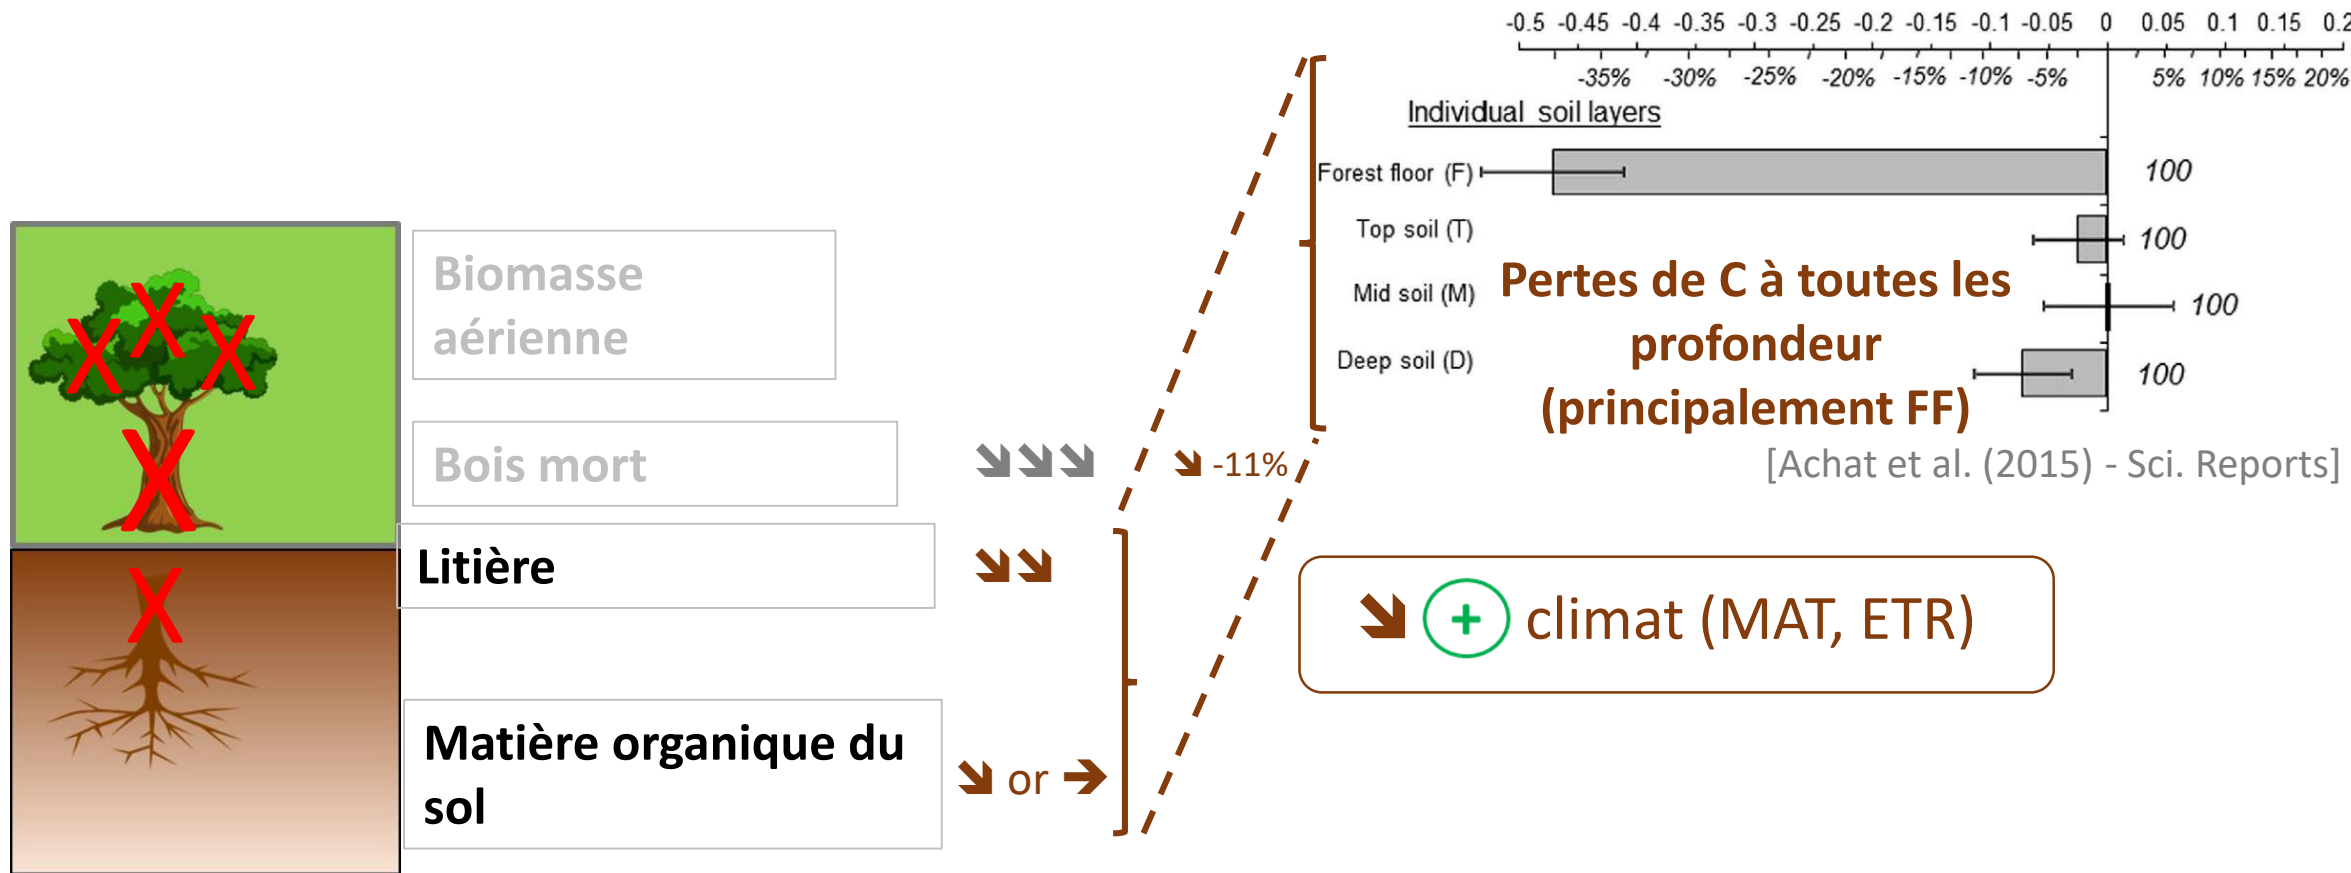 -0.5 -0.45 -0.4 -0.35 -0.3 -0.25 -0.2 -0.15 -0.1 -0.05 0 0.05 0.1 0.15 0.2
-35% -30% -25% -20% -15% -10% -5% 5% 10% 15% 20%
Individual soil layers
Forest floor (F) 100
Top soil (T) 100
Mid soil (M) 100
Deep soil (D) 100
Pertes de C à toutes les
profondeur
(principalement FF)
[Achat et al. (2015) - Sci. Reports]
Biomasse
aérienne
Bois mort ➘➘➘
➘ -11%
Litière ➘➘
Matière organique du
sol
➘ or ➔
➘ + climat (MAT, ETR)
X X X
X
X